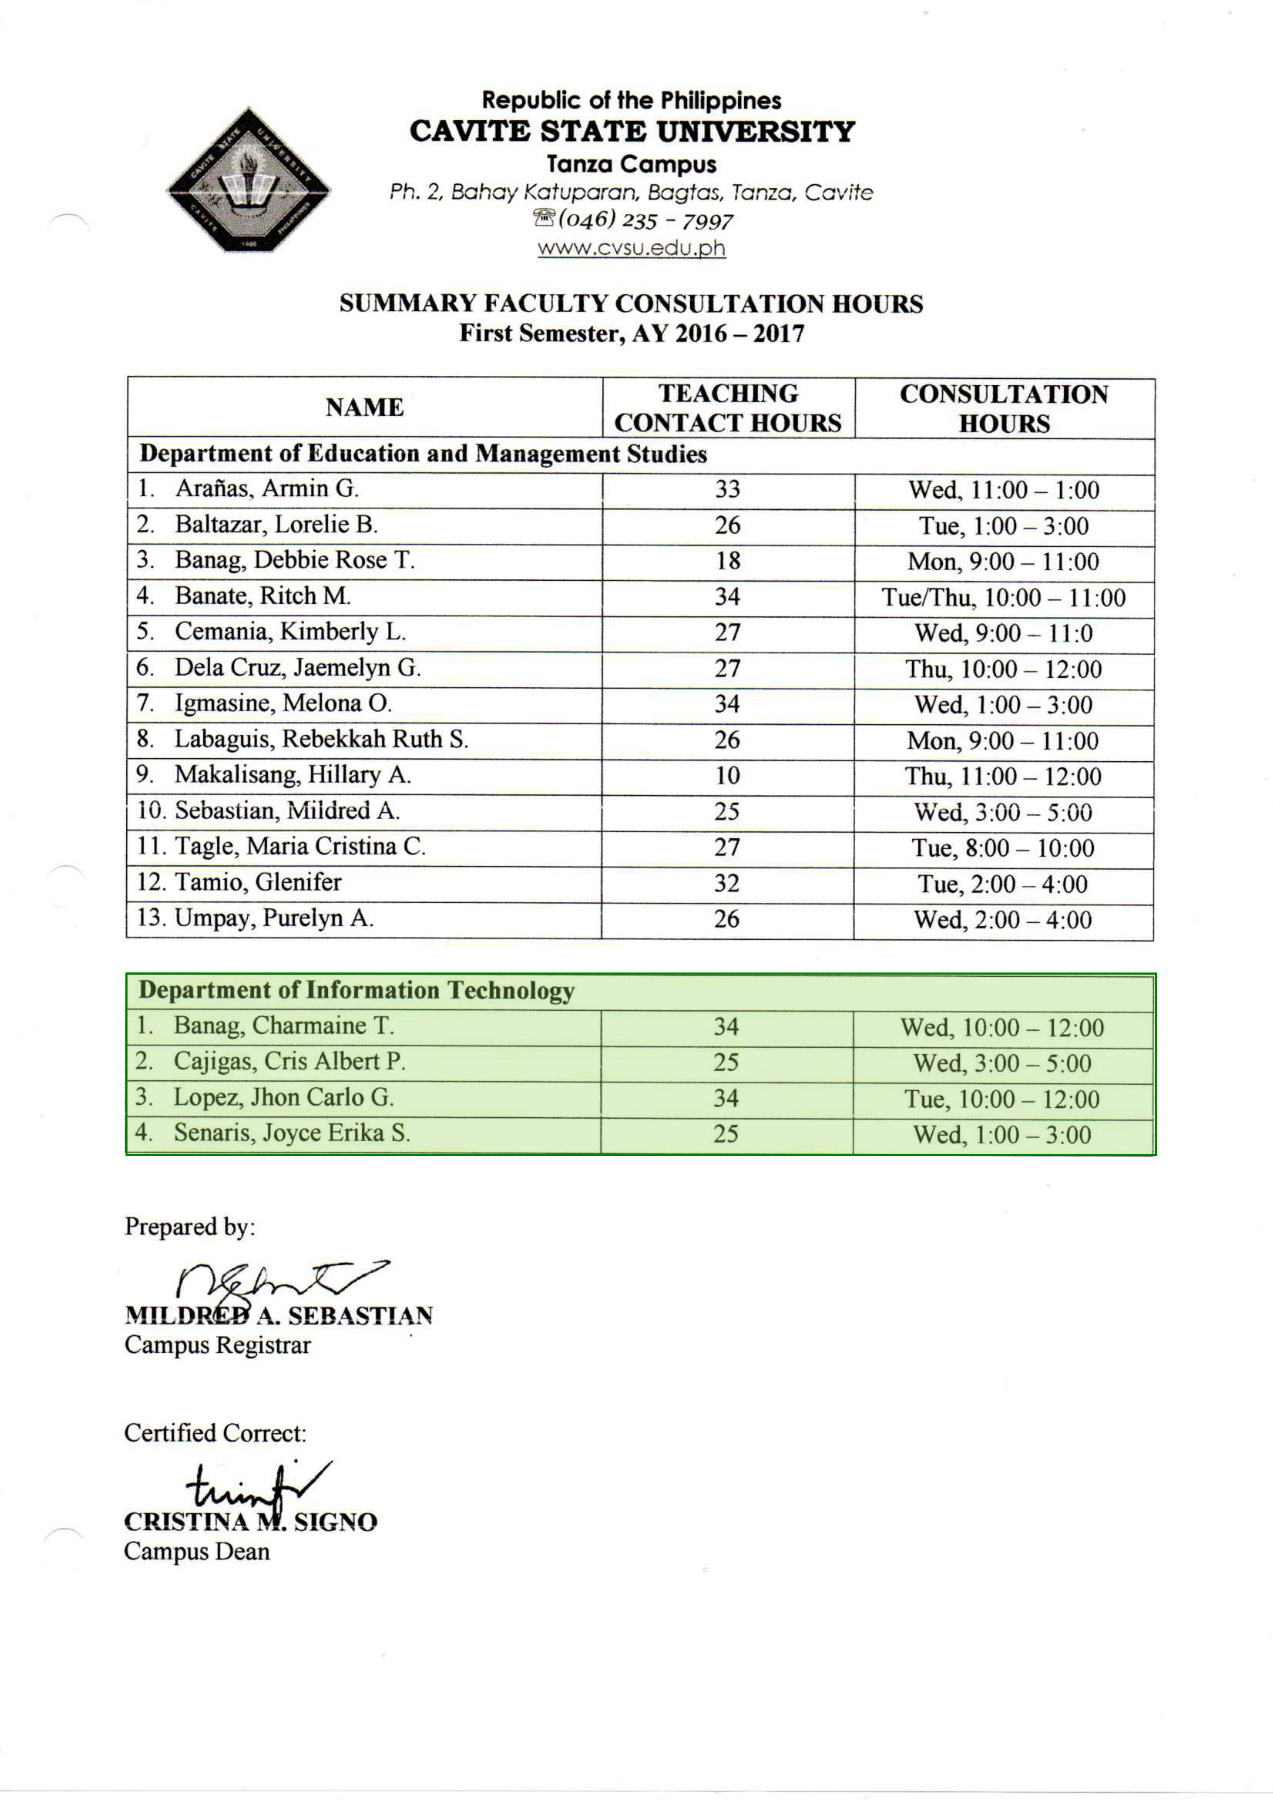 Republic of the Philippines
CAVITE STATE UNIVERSITY
Tanza Campus
Ph. 2, Bahay Katuparan, Bagtas, Tanza, Cavite
☏(046) 235 - 7997
www.cvsu.edu.ph
CAVITE STATE UNIVERSITY
CAVITE PHILIPPINES
1906
SUMMARY FACULTY CONSULTATION HOURS
First Semester, AY 2016 – 2017
NAME TEACHING CONTACT HOURS CONSULTATION HOURS
Department of Education and Management Studies
1. Arañas, Armin G. 33 Wed, 11:00 – 1:00
2. Baltazar, Lorelie B. 26 Tue, 1:00 – 3:00
3. Banag, Debbie Rose T. 18 Mon, 9:00 – 11:00
4. Banate, Ritch M. 34 Tue/Thu, 10:00 – 11:00
5. Cemania, Kimberly L. 27 Wed, 9:00 – 11:0
6. Dela Cruz, Jaemelyn G. 27 Thu, 10:00 – 12:00
7. Igmasine, Melona O. 34 Wed, 1:00 – 3:00
8. Labaguis, Rebekkah Ruth S. 26 Mon, 9:00 – 11:00
9. Makalisang, Hillary A. 10 Thu, 11:00 – 12:00
10. Sebastian, Mildred A. 25 Wed, 3:00 – 5:00
11. Tagle, Maria Cristina C. 27 Tue, 8:00 – 10:00
12. Tamio, Glenifer 32 Tue, 2:00 – 4:00
13. Umpay, Purelyn A. 26 Wed, 2:00 – 4:00
Department of Information Technology
1. Banag, Charmaine T. 34 Wed, 10:00 – 12:00
2. Cajigas, Cris Albert P. 25 Wed, 3:00 – 5:00
3. Lopez, Jhon Carlo G. 34 Tue, 10:00 – 12:00
4. Senaris, Joyce Erika S. 25 Wed, 1:00 – 3:00
Prepared by:
MILDRED A. SEBASTIAN
Campus Registrar
Certified Correct:
CRISTINA M. SIGNO
Campus Dean